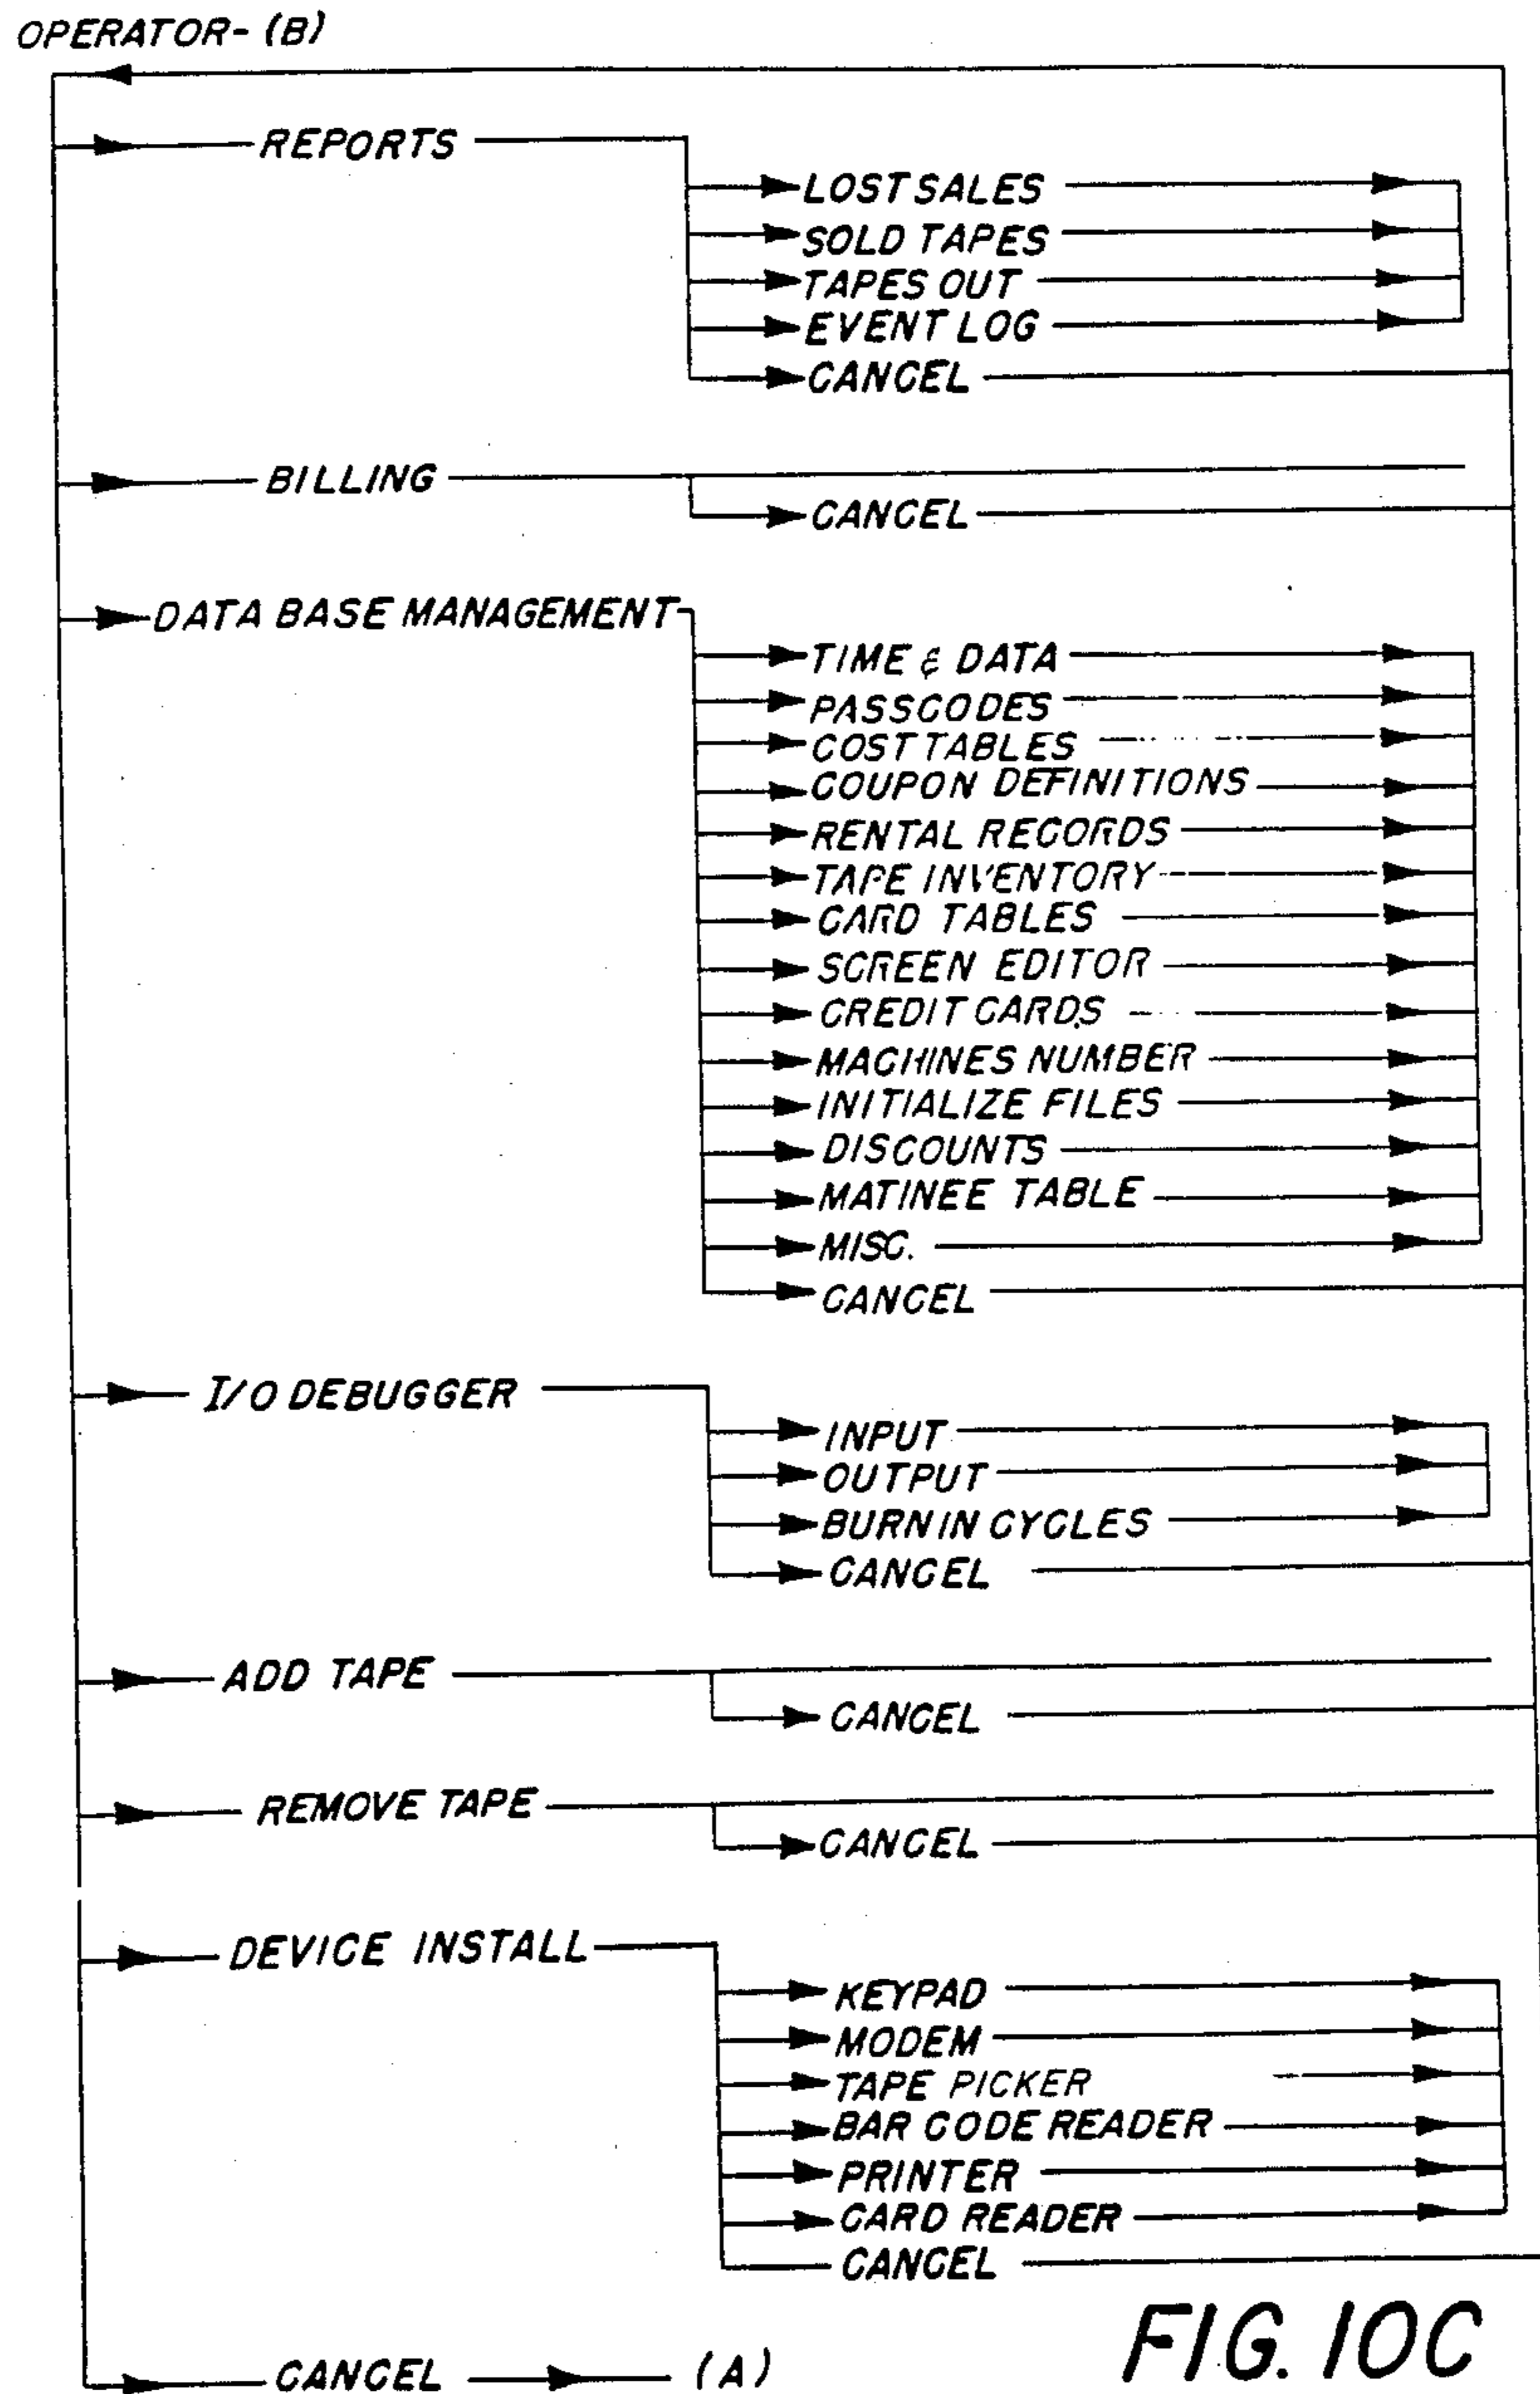 OPERATOR- (B)
REPORTS
LOST SALES
SOLD TAPES
TAPES OUT
EVENT LOG
CANCEL
BILLING
CANCEL
DATA BASE MANAGEMENT
TIME & DATA
PASSCODES
COST TABLES
COUPON DEFINITIONS
RENTAL RECORDS
TAPE INVENTORY
CARD TABLES
SCREEN EDITOR
CREDIT CARDS
MACHINES NUMBER
INITIALIZE FILES
DISCOUNTS
MATINEE TABLE
MISC.
CANCEL
I/O DEBUGGER
INPUT
OUTPUT
BURN IN CYCLES
CANCEL
ADD TAPE
CANCEL
REMOVE TAPE
CANCEL
DEVICE INSTALL
KEYPAD
MODEM
TAPE PICKER
BAR CODE READER
PRINTER
CARD READER
CANCEL
CANCEL (A)
FIG. 10C